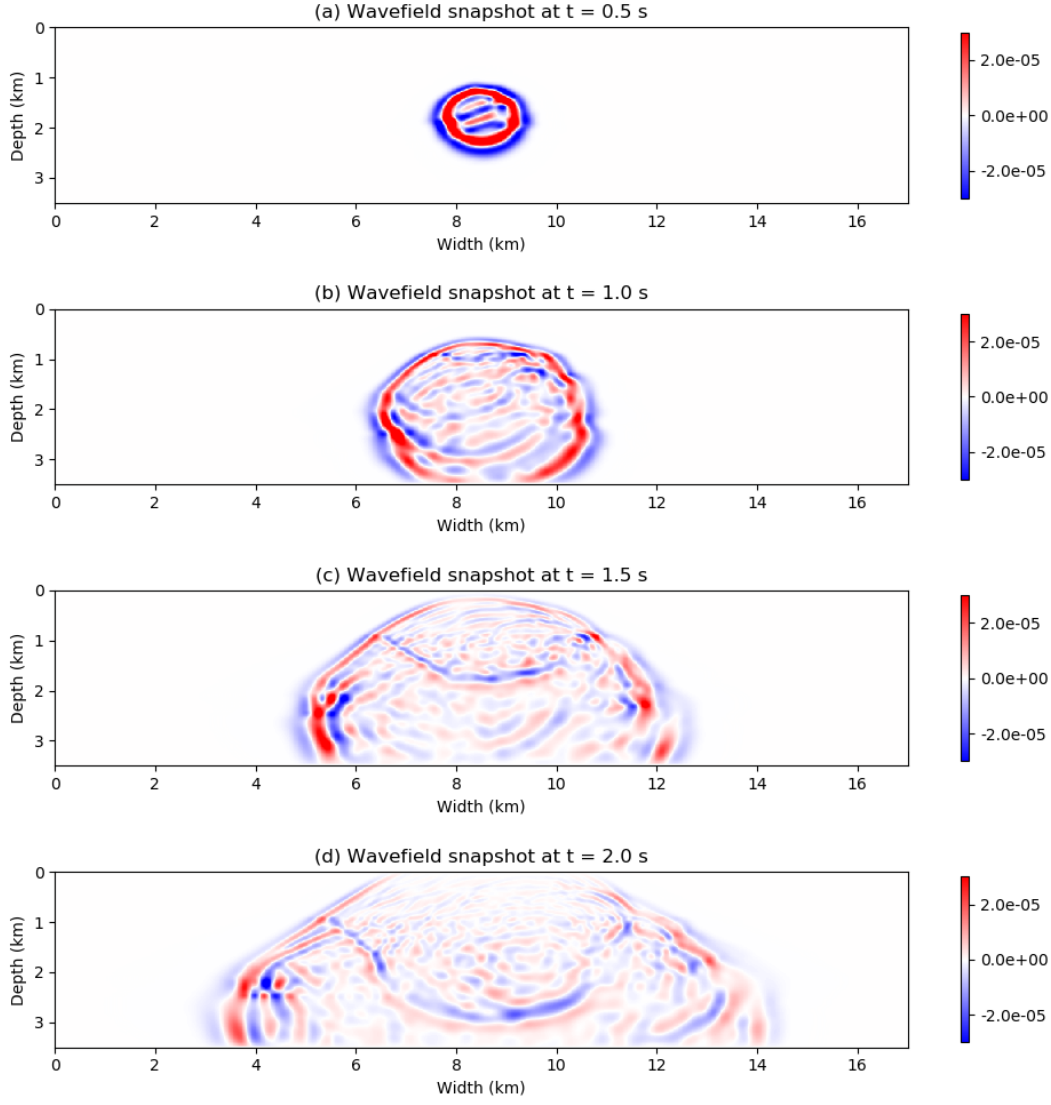 (a) Wavefield snapshot at t = 0.5 s
0
1
2
3
Depth (km)
0 2 4 6 8 10 12 14 16
Width (km)
2.0e-05
0.0e+00
-2.0e-05
(b) Wavefield snapshot at t = 1.0 s
0
1
2
3
Depth (km)
0 2 4 6 8 10 12 14 16
Width (km)
2.0e-05
0.0e+00
-2.0e-05
(c) Wavefield snapshot at t = 1.5 s
0
1
2
3
Depth (km)
0 2 4 6 8 10 12 14 16
Width (km)
2.0e-05
0.0e+00
-2.0e-05
(d) Wavefield snapshot at t = 2.0 s
0
1
2
3
Depth (km)
0 2 4 6 8 10 12 14 16
Width (km)
2.0e-05
0.0e+00
-2.0e-05